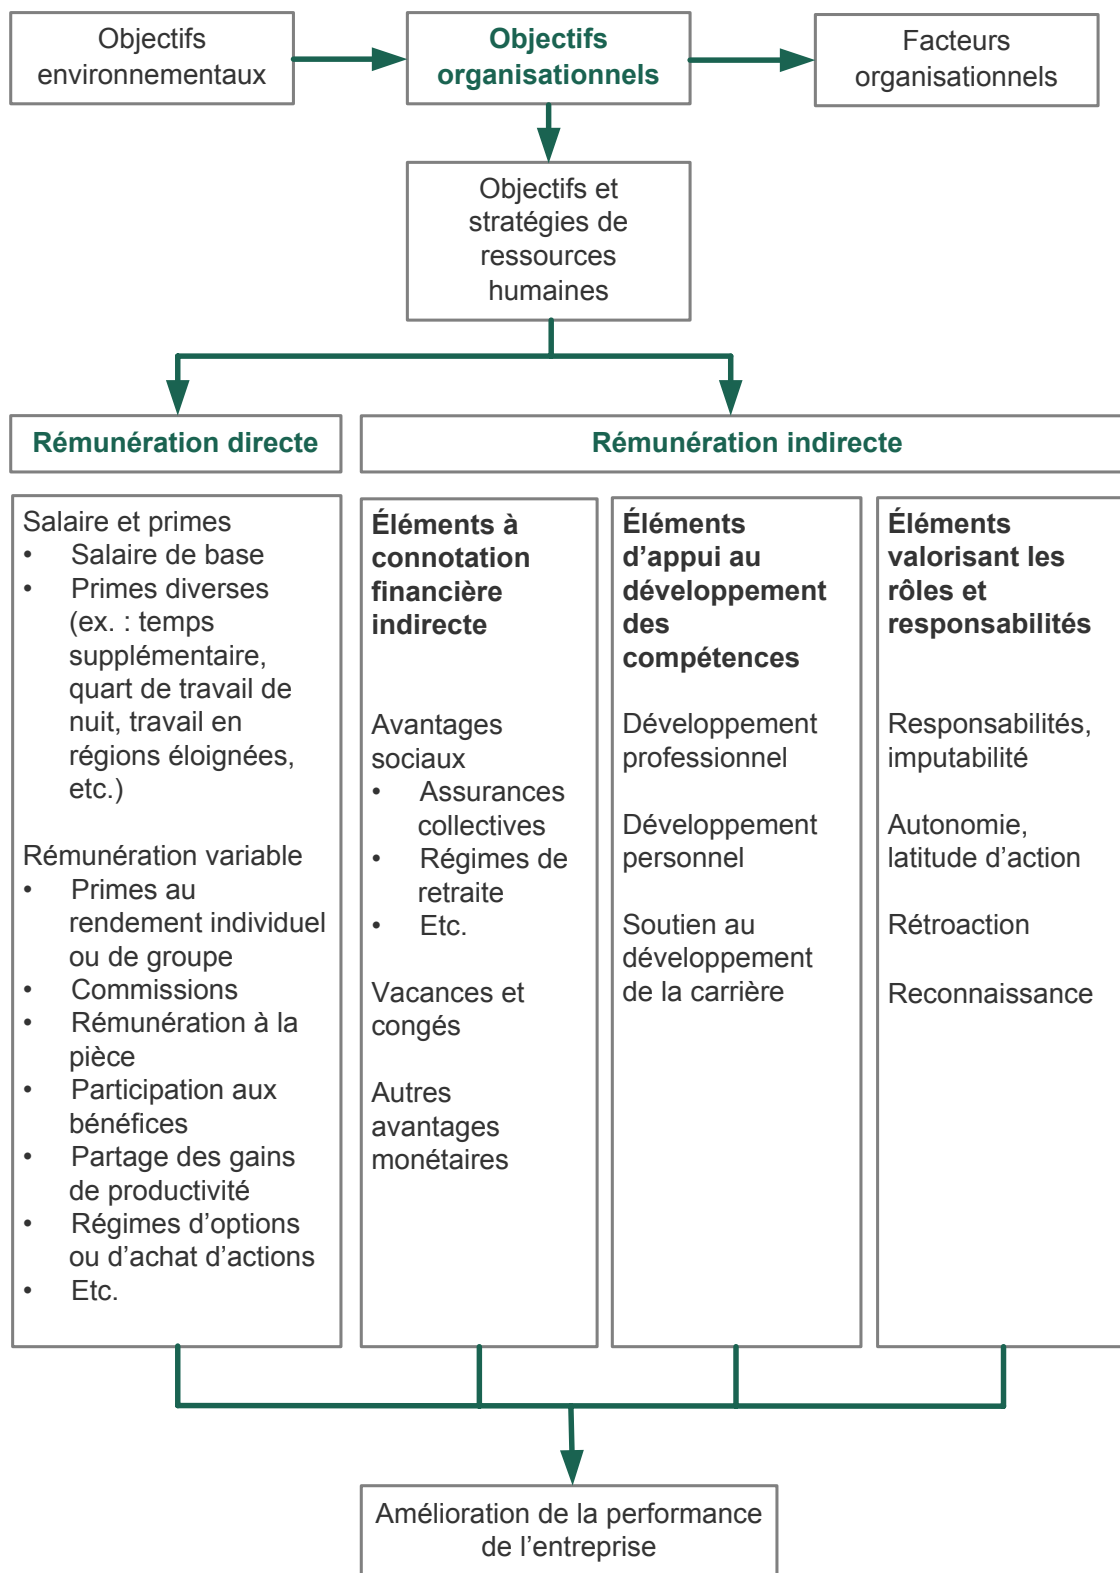 Objectifs
environnementaux
Objectifs
organisationnels
Facteurs
organisationnels
Objectifs et
stratégies de
ressources
humaines
Rémunération directe
Rémunération indirecte
Salaire et primes
• Salaire de base
• Primes diverses
(ex. : temps
supplémentaire,
quart de travail de
nuit, travail en
régions éloignées,
etc.)
Rémunération variable
• Primes au
rendement individuel
ou de groupe
• Commissions
• Rémunération à la
pièce
• Participation aux
bénéfices
• Partage des gains
de productivité
• Régimes d’options
ou d’achat d’actions
• Etc.
Éléments à
connotation
financière
indirecte
Avantages
sociaux
• Assurances
collectives
• Régimes de
retraite
• Etc.
Vacances et
congés
Autres
avantages
monétaires
Éléments
d’appui au
développement
des
compétences
Développement
professionnel
Développement
personnel
Soutien au
développement
de la carrière
Éléments
valorisant les
rôles et
responsabilités
Responsabilités,
imputabilité
Autonomie,
latitude d’action
Rétroaction
Reconnaissance
Amélioration de la performance
de l’entreprise